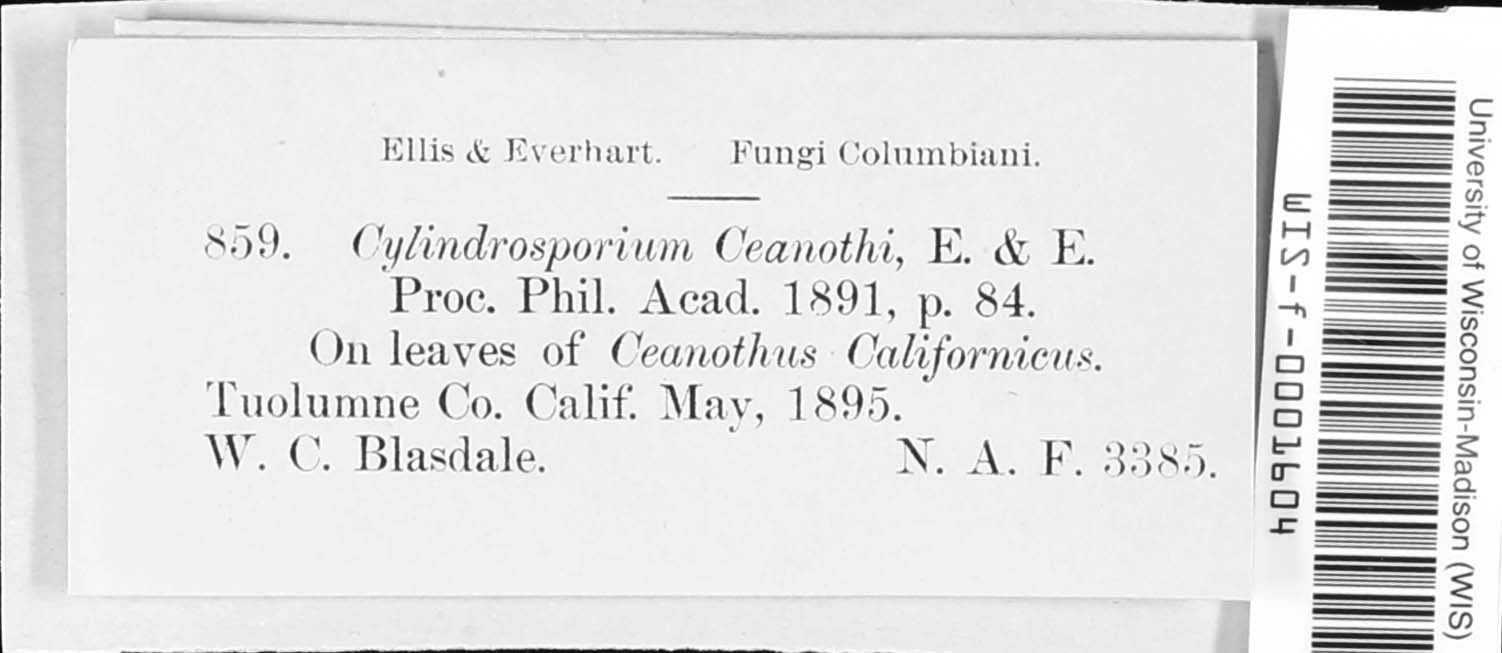 Ellis & Everhart. Fungi Columbiani.
859. Cylindrosporium Ceanothi, E. & E.
Proc. Phil. Acad. 1891, p. 84.
On leaves of Ceanothus Californicus.
Tuolumne Co. Calif. May, 1895.
W. C. Blasdale. N. A. F. 3385.
WIS-f-0001604
University of Wisconsin-Madison (WIS)